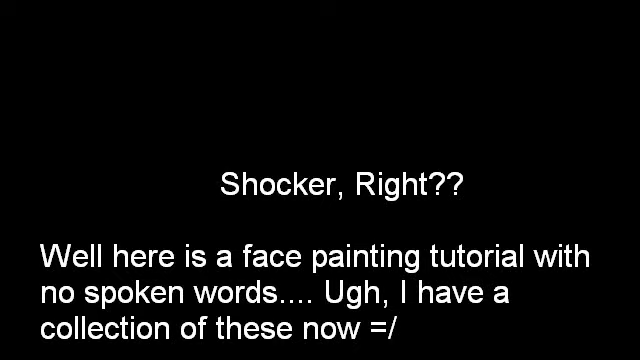 Shocker, Right??
Well here is a face painting tutorial with
no spoken words.... Ugh, I have a
collection of these now =/